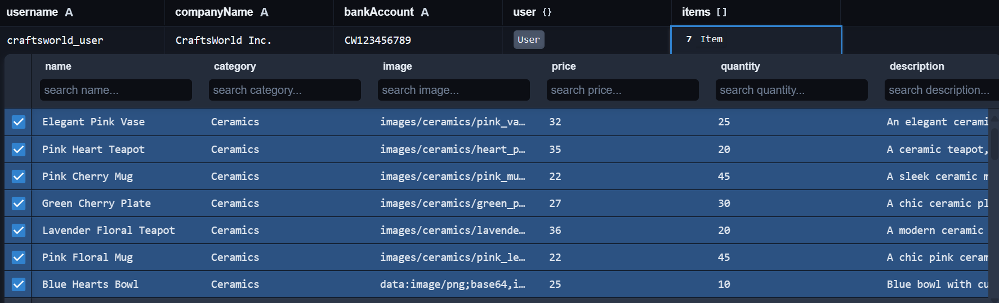 username A companyName A bankAccount A user {} items []
craftsworld_user CraftsWorld Inc. CW123456789 User 7 Item
name category image price quantity description
search name... search category... search image... search price... search quantity... search description...
Elegant Pink Vase Ceramics images/ceramics/pink_va… 32 25 An elegant cerami
Pink Heart Teapot Ceramics images/ceramics/heart_p… 35 20 A ceramic teapot,
Pink Cherry Mug Ceramics images/ceramics/pink_mu… 22 45 A sleek ceramic m
Green Cherry Plate Ceramics images/ceramics/green_p… 27 30 A chic ceramic pl
Lavender Floral Teapot Ceramics images/ceramics/lavende… 36 20 A modern ceramic
Pink Floral Mug Ceramics images/ceramics/pink_le… 22 45 A chic pink ceram
Blue Hearts Bowl Ceramics data:image/png;base64,i… 25 10 Blue bowl with cu